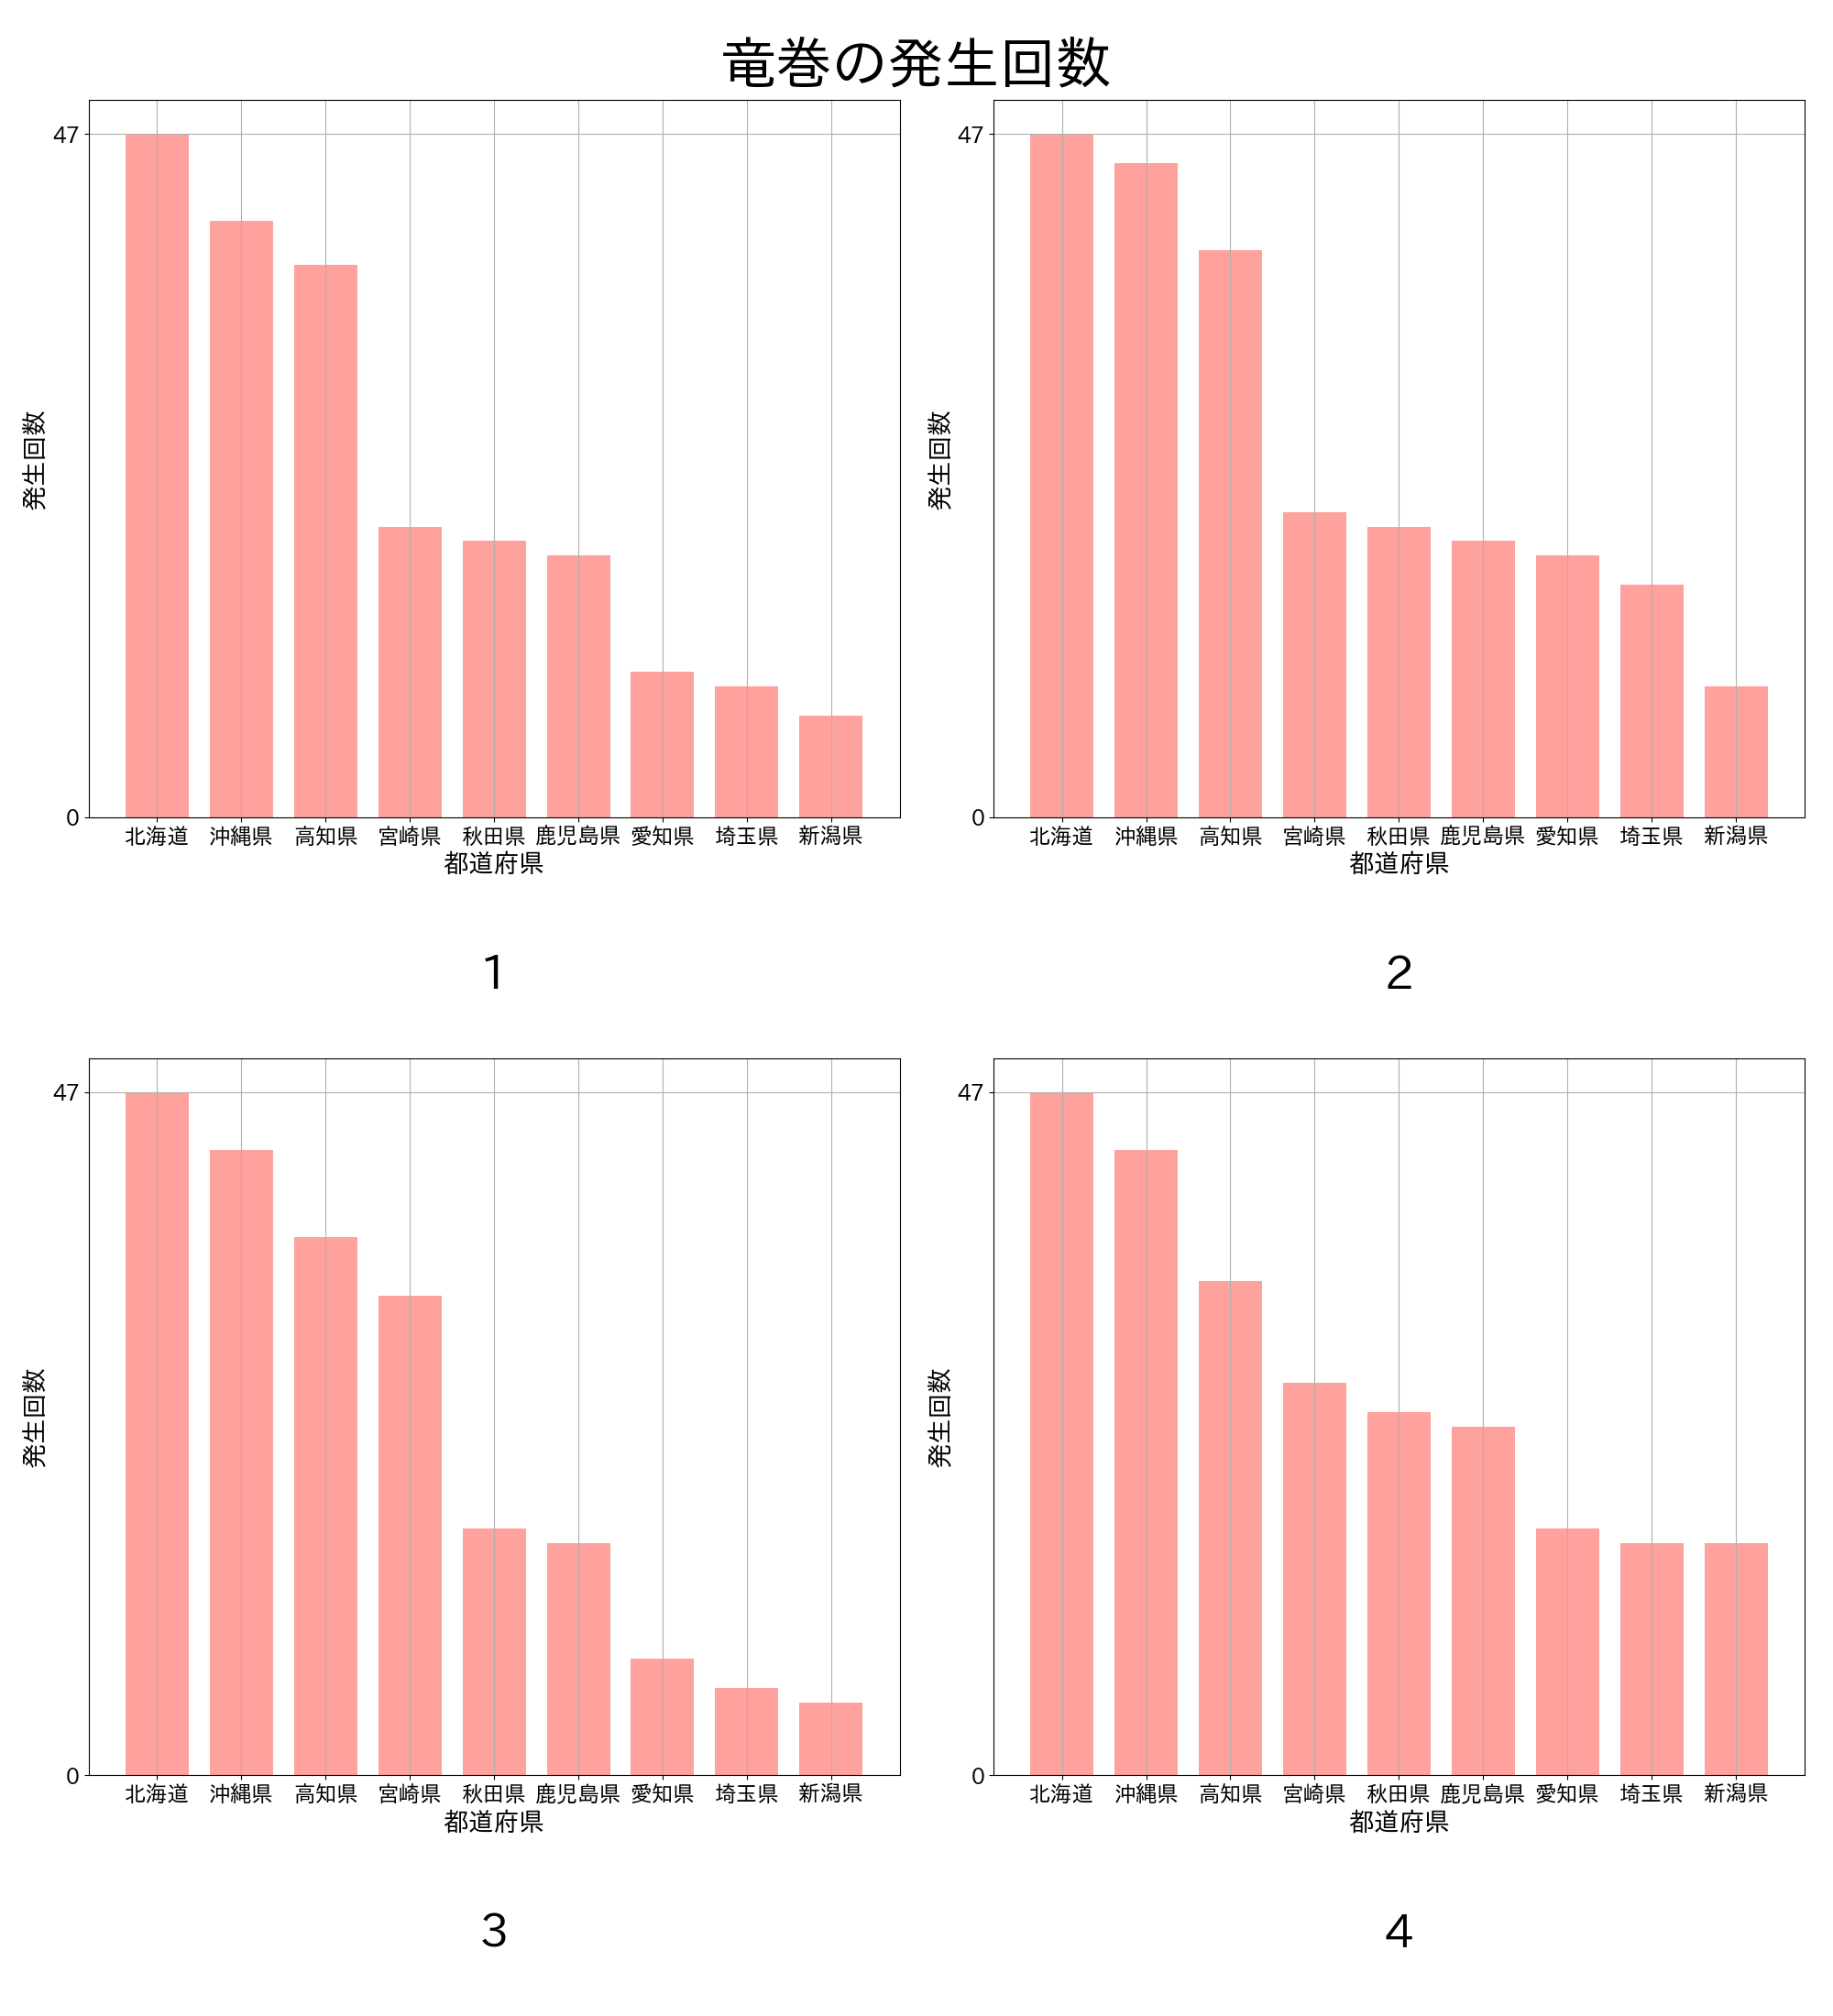 竜巻の発生回数
47
発生回数
0
北海道 沖縄県 高知県 宮崎県 秋田県 鹿児島県 愛知県 埼玉県 新潟県
都道府県
1
47
発生回数
0
北海道 沖縄県 高知県 宮崎県 秋田県 鹿児島県 愛知県 埼玉県 新潟県
都道府県
2
47
発生回数
0
北海道 沖縄県 高知県 宮崎県 秋田県 鹿児島県 愛知県 埼玉県 新潟県
都道府県
3
47
発生回数
0
北海道 沖縄県 高知県 宮崎県 秋田県 鹿児島県 愛知県 埼玉県 新潟県
都道府県
4